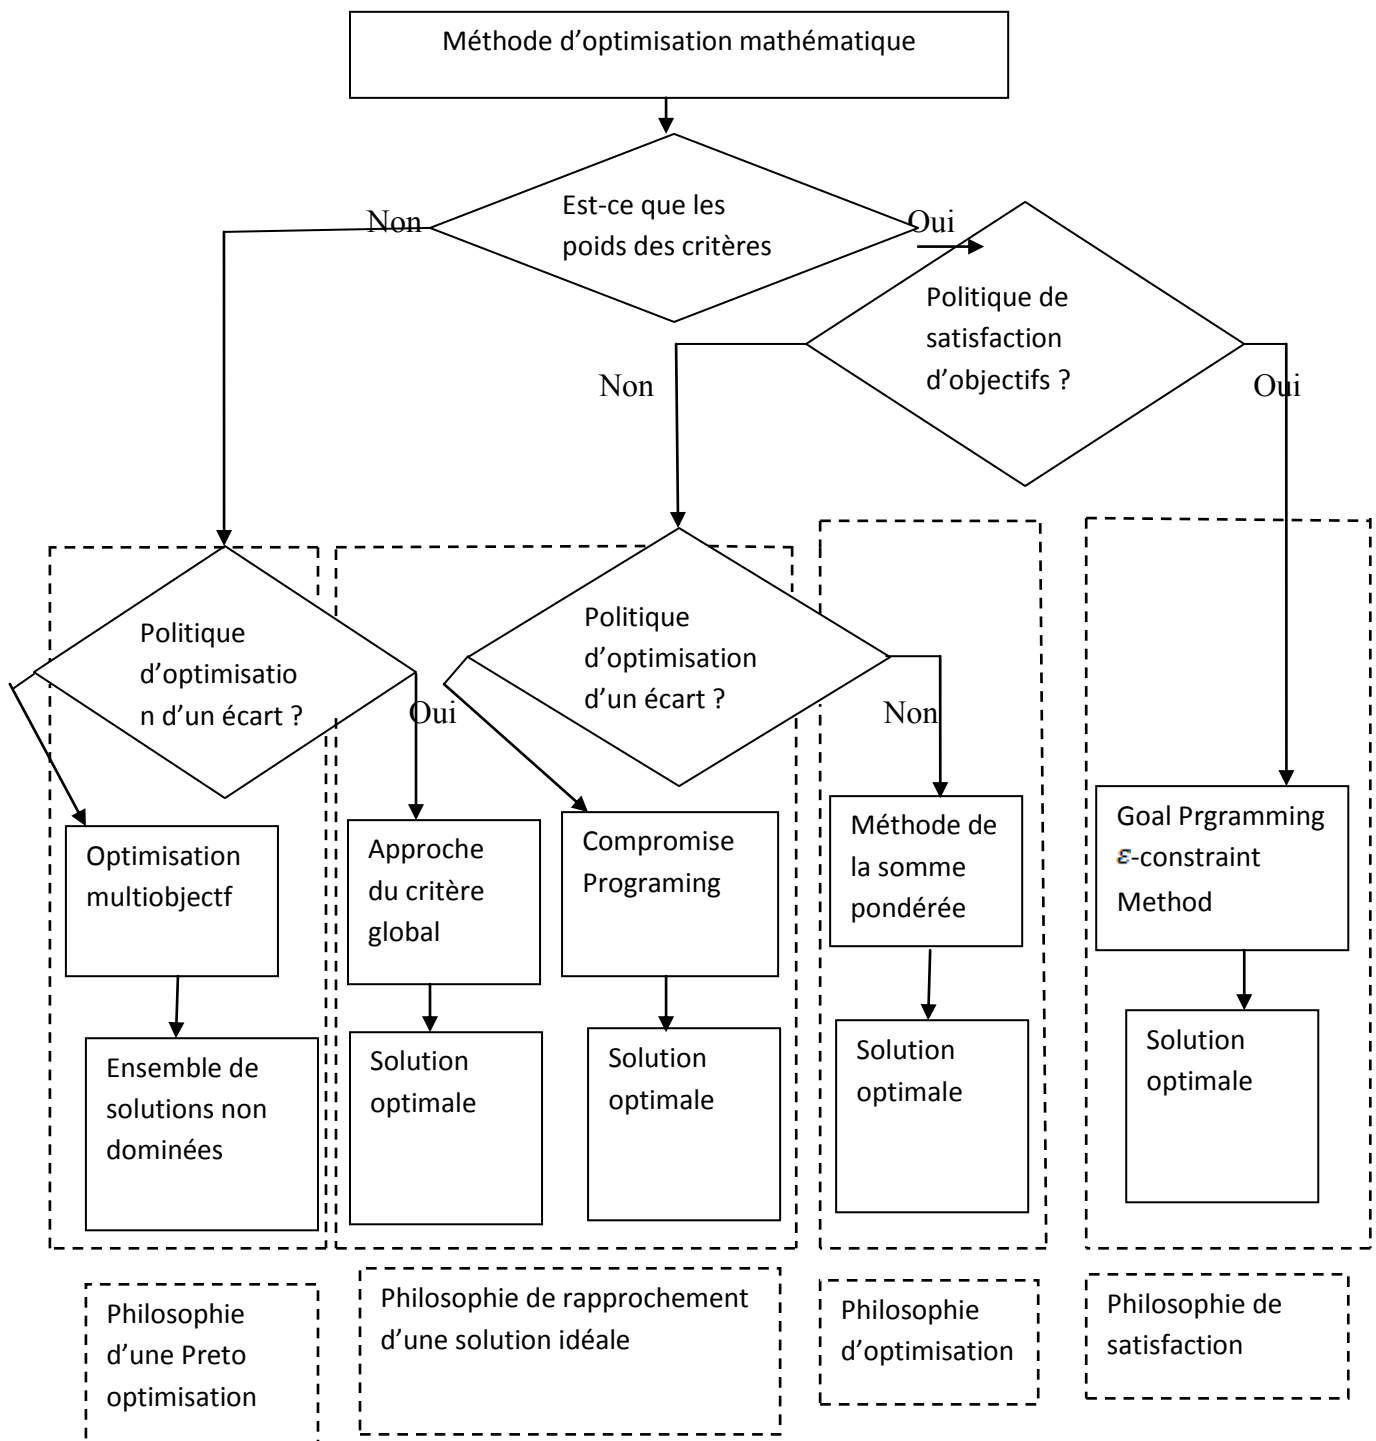 Méthode d’optimisation mathématique
Est-ce que les
poids des critères
Non
Oui
Politique de
satisfaction
d’objectifs ?
Non
Oui
Politique
d’optimisatio
n d’un écart ?
Oui
Politique
d’optimisation
d’un écart ?
Non
Optimisation
multiobjectf
Approche
du critère
global
Compromise
Programing
Méthode de
la somme
pondérée
Goal Prgramming
ε-constraint
Method
Ensemble de
solutions non
dominées
Solution
optimale
Solution
optimale
Solution
optimale
Solution
optimale
Philosophie
d’une Preto
optimisation
Philosophie de rapprochement
d’une solution idéale
Philosophie
d’optimisation
Philosophie de
satisfaction